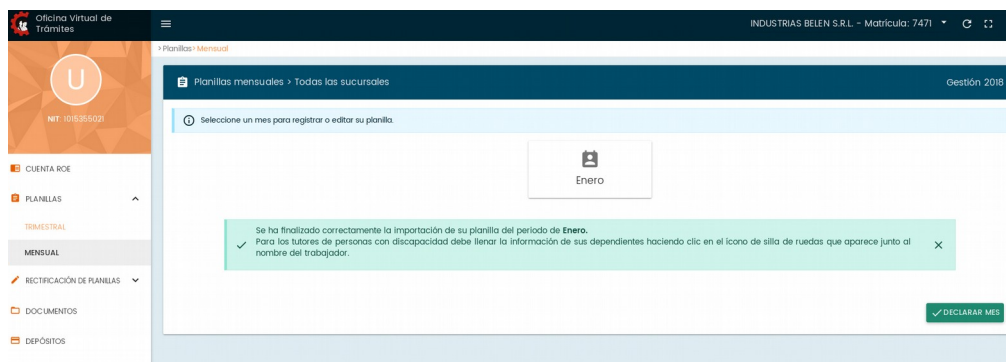 Oficina Virtual de
Trámites
INDUSTRIAS BELEN S.R.L. - Matrícula: 7471
> Planillas > Mensual
U
NIT: 1015355021
Planillas mensuales > Todas las sucursales
Gestión 2018
Seleccione un mes para registrar o editar su planilla.
Enero
CUENTA ROE
PLANILLAS
TRIMESTRAL
MENSUAL
RECTIFICACIÓN DE PLANILLAS
DOCUMENTOS
DEPÓSITOS
Se ha finalizado correctamente la importación de su planilla del periodo de Enero.
Para los tutores de personas con discapacidad debe llenar la información de sus dependientes haciendo clic en el ícono de silla de ruedas que aparece junto al
nombre del trabajador.
DECLARAR MES